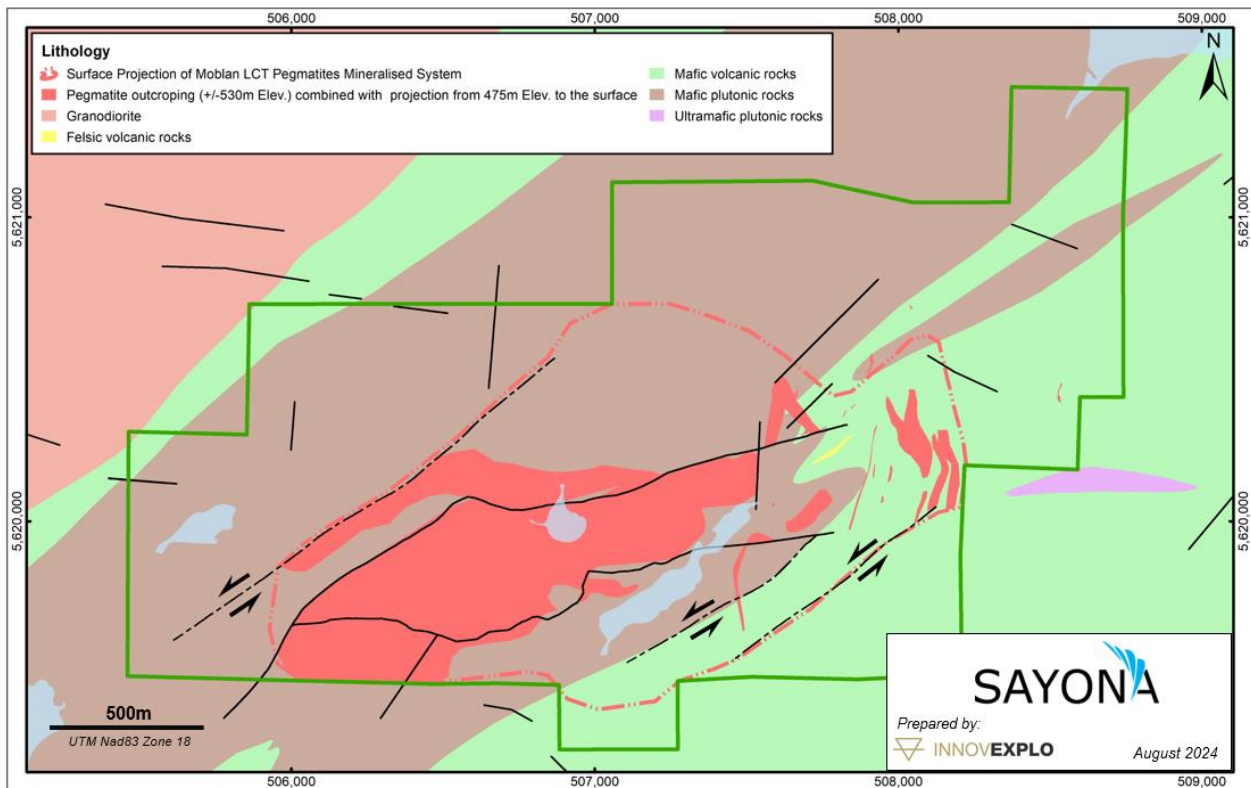 506,000
507,000
508,000
509,000
Lithology
Surface Projection of Moblan LCT Pegmatites Mineralised System
Pegmatite outcroping (+/-530m Elev.) combined with projection from 475m Elev. to the surface
Granodiorite
Felsic volcanic rocks
Mafic volcanic rocks
Mafic plutonic rocks
Ultramafic plutonic rocks
N
5,621,000
5,621,000
5,620,000
5,620,000
500m
UTM Nad83 Zone 18
SAYONA
Prepared by:
INNOVEXPLO
August 2024
506,000
507,000
508,000
509,000